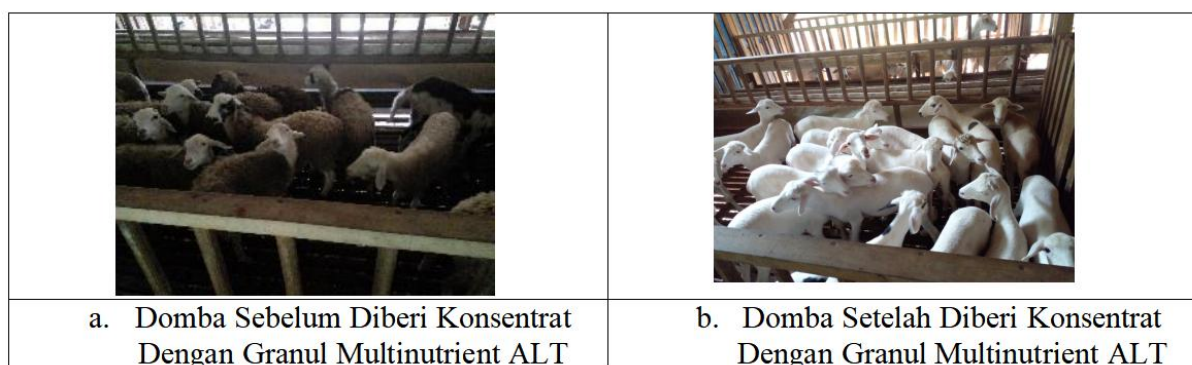 a. Domba Sebelum Diberi Konsentrat
Dengan Granul Multinutrient ALT
b. Domba Setelah Diberi Konsentrat
Dengan Granul Multinutrient ALT